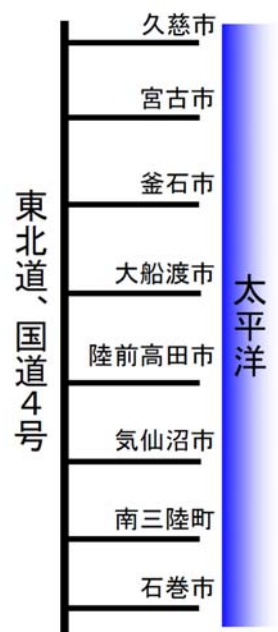 久慈市
宮古市
釜石市
大船渡市
陸前高田市
気仙沼市
南三陸町
石巻市
東北道、国道４号
太平洋